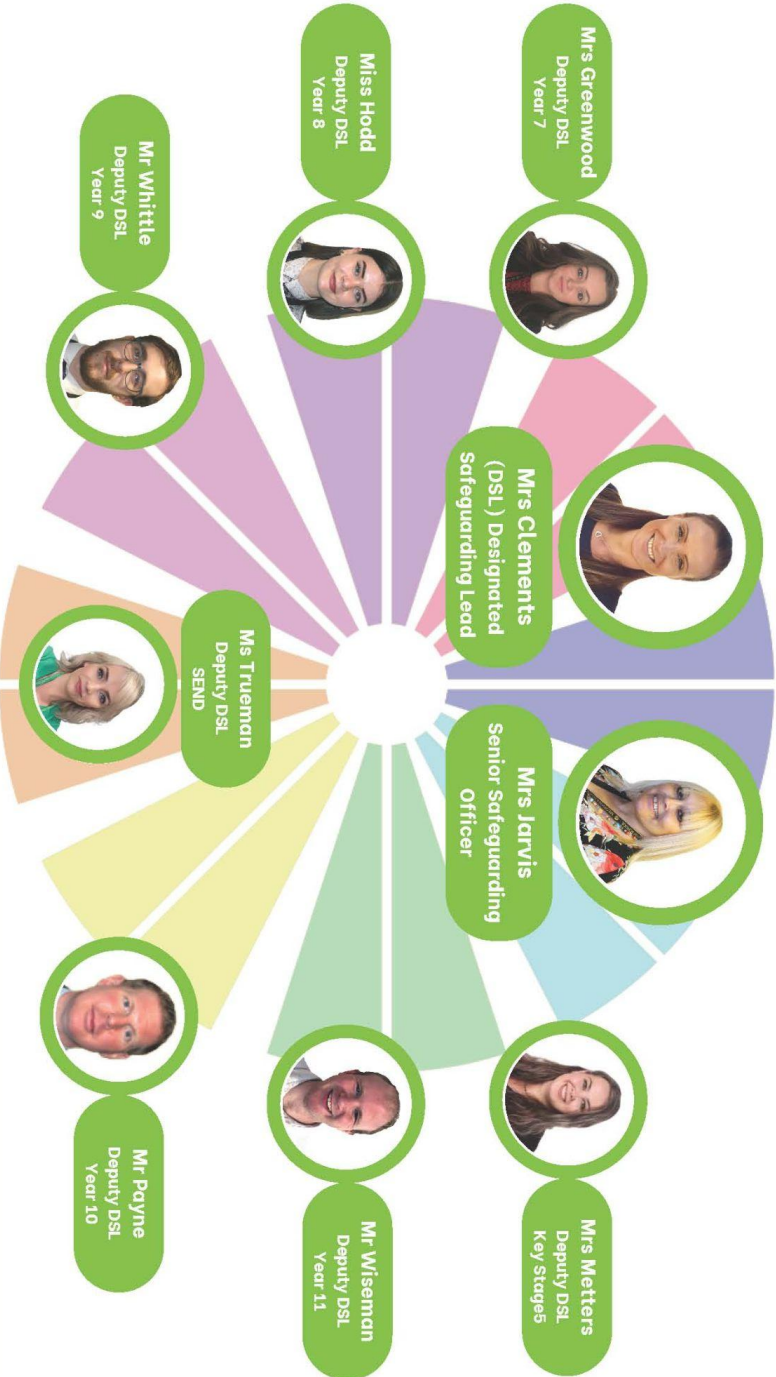 Mrs Clements
(DSL) Designated
Safeguarding Lead
Mrs Jarvis
Senior Safeguarding
Officer
Mrs Greenwood
Deputy DSL
Year 7
Mrs Metters
Deputy DSL
Key Stage5
Miss Hodd
Deputy DSL
Year 8
Mr Wiseman
Deputy DSL
Year 11
Mr Whittle
Deputy DSL
Year 9
Ms Trueman
Deputy DSL
SEND
Mr Payne
Deputy DSL
Year 10